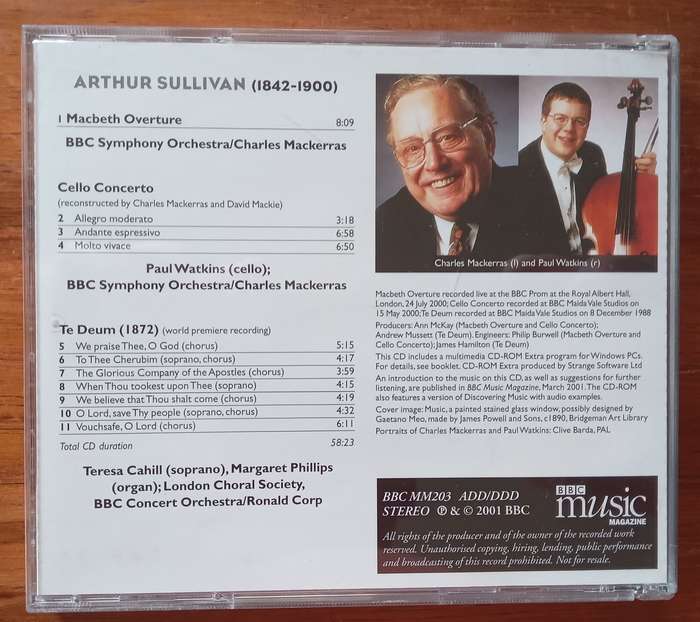 ARTHUR SULLIVAN (1842-1900)
1 Macbeth Overture 8:09
BBC Symphony Orchestra/Charles Mackerras
Cello Concerto
(reconstructed by Charles Mackerras and David Mackie)
2 Allegro moderato 3:18
3 Andante espressivo 6:58
4 Molto vivace 6:50
Paul Watkins (cello);
BBC Symphony Orchestra/Charles Mackerras
Te Deum (1872) (world premiere recording)
5 We praise Thee, O God (chorus) 5:15
6 To Thee Cherubim (soprano, chorus) 4:17
7 The Glorious Company of the Apostles (chorus) 3:59
8 When Thou tookest upon Thee (soprano) 4:15
9 We believe that Thou shalt come (chorus) 4:19
10 O Lord, save Thy people (soprano, chorus) 4:32
11 Vouchsafe, O Lord (chorus) 6:11
Total CD duration 58:23
Teresa Cahill (soprano), Margaret Phillips
(organ); London Choral Society,
BBC Concert Orchestra/Ronald Corp
Charles Mackerras (l) and Paul Watkins (r)
Macbeth Overture recorded live at the BBC Prom at the Royal Albert Hall,
London, 24 July 2000; Cello Concerto recorded at BBC Maida Vale Studios on
15 May 2000; Te Deum recorded at BBC Maida Vale Studios on 8 December 1988
Producers: Ann McKay (Macbeth Overture and Cello Concerto);
Andrew Mussett (Te Deum). Engineers: Philip Burwell (Macbeth Overture and
Cello Concerto); James Hamilton (Te Deum)
This CD includes a multimedia CD-ROM Extra program for Windows PCs.
For details, see booklet. CD-ROM Extra produced by Strange Software Ltd
An introduction to the music on this CD, as well as suggestions for further
listening, are published in BBC Music Magazine, March 2001. The CD-ROM
also features a version of Discovering Music with audio examples.
Cover image: Music, a painted stained glass window, possibly designed by
Gaetano Meo, made by James Powell and Sons, c1890, Bridgeman Art Library
Portraits of Charles Mackerras and Paul Watkins: Clive Barda, PAL
BBC MM203 ADD/DDD
STEREO ℗ & © 2001 BBC
BBC
music
MAGAZINE
All rights of the producer and of the owner of the recorded work
reserved. Unauthorised copying, hiring, lending, public performance
and broadcasting of this record prohibited. Not for resale.